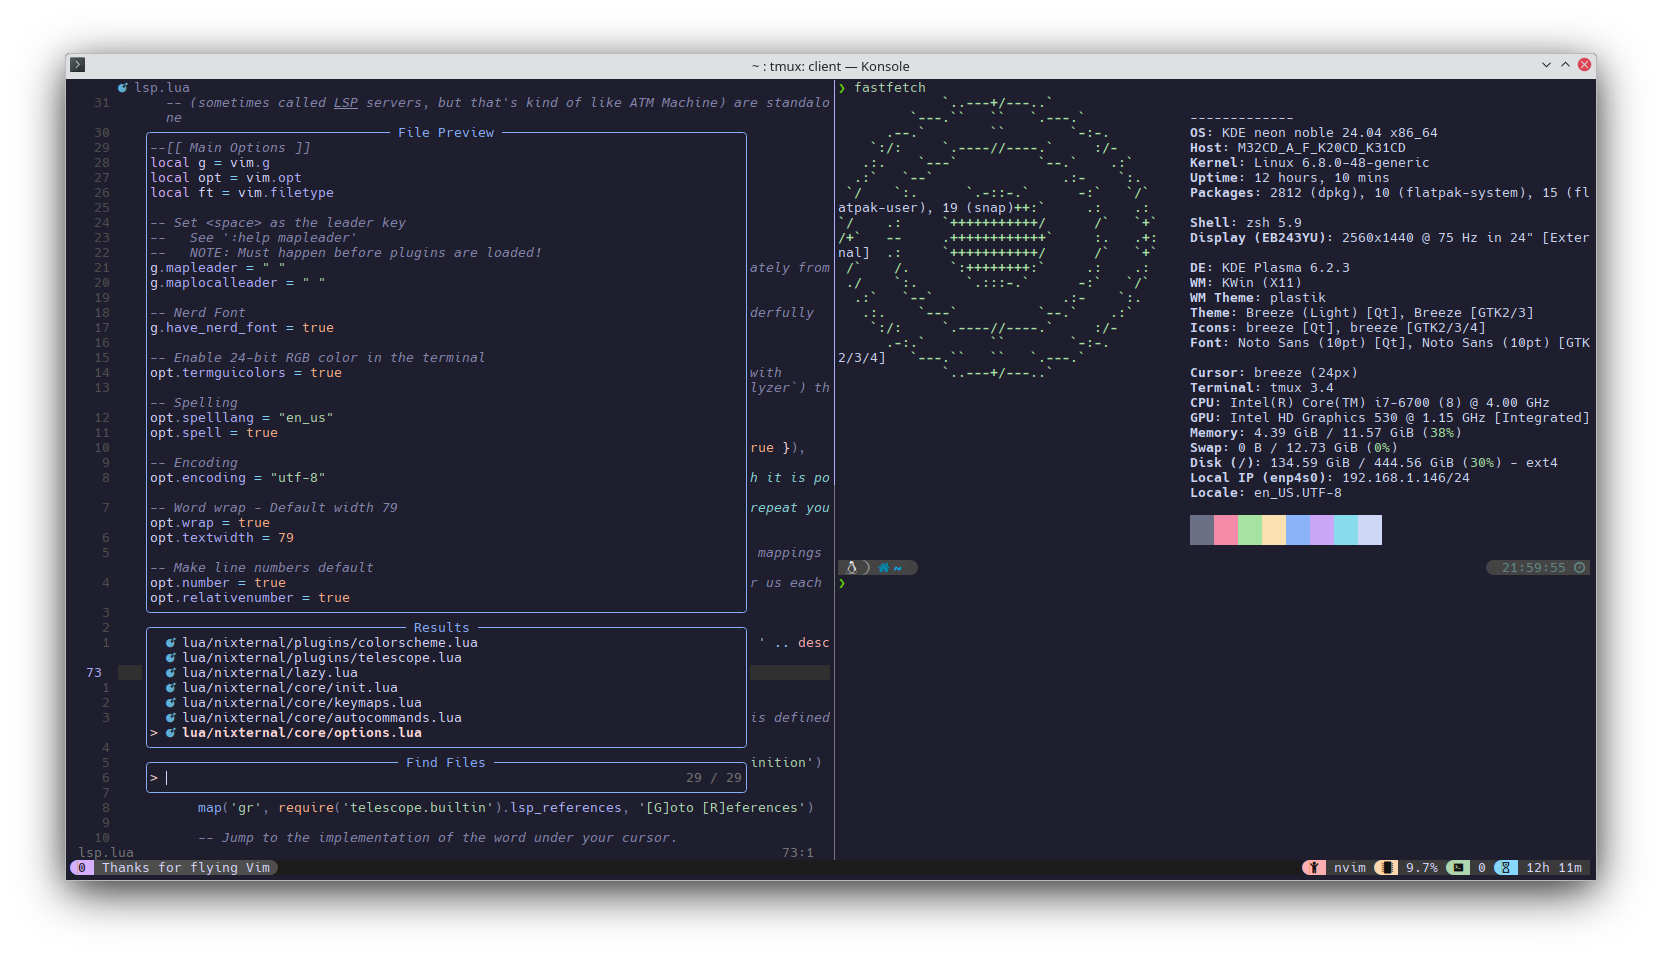 ~ : tmux: client — Konsole
lsp.lua
31 -- (sometimes called LSP servers, but that's kind of like ATM Machine) are standalo
ne
30 File Preview
29 --[[ Main Options ]]
28 local g = vim.g
27 local opt = vim.opt
26 local ft = vim.filetype
25
24 -- Set <space> as the leader key
23 --   See ':help mapleader'
22 --   NOTE: Must happen before plugins are loaded!
21 g.mapleader = " " ately from
20 g.maplocalleader = " "
19
18 -- Nerd Font derfully
17 g.have_nerd_font = true
16
15 -- Enable 24-bit RGB color in the terminal
14 opt.termguicolors = true with
13 lyzer`) th
-- Spelling
12 opt.spelllang = "en_us"
11 opt.spell = true
10 rue }),
9 -- Encoding
8 opt.encoding = "utf-8" h it is po
7 -- Word wrap - Default width 79 repeat you
opt.wrap = true
6 opt.textwidth = 79
5 mappings
-- Make line numbers default
4 opt.number = true r us each
opt.relativenumber = true
3
2 Results
1 lua/nixternal/plugins/colorscheme.lua ' .. desc
lua/nixternal/plugins/telescope.lua
73 lua/nixternal/lazy.lua
1 lua/nixternal/core/init.lua
2 lua/nixternal/core/keymaps.lua
3 lua/nixternal/core/autocommands.lua is defined
> lua/nixternal/core/options.lua
4
5 Find Files inition')
6 > 29 / 29
7
8 map('gr', require('telescope.builtin').lsp_references, '[G]oto [R]eferences')
9
10 -- Jump to the implementation of the word under your cursor.
lsp.lua 73:1
❯ fastfetch
-------------
OS: KDE neon noble 24.04 x86_64
Host: M32CD_A_F_K20CD_K31CD
Kernel: Linux 6.8.0-48-generic
Uptime: 12 hours, 10 mins
Packages: 2812 (dpkg), 10 (flatpak-system), 15 (fl
atpak-user), 19 (snap)
Shell: zsh 5.9
Display (EB243YU): 2560x1440 @ 75 Hz in 24" [Exter
nal]
DE: KDE Plasma 6.2.3
WM: KWin (X11)
WM Theme: plastik
Theme: Breeze (Light) [Qt], Breeze [GTK2/3]
Icons: breeze [Qt], breeze [GTK2/3/4]
Font: Noto Sans (10pt) [Qt], Noto Sans (10pt) [GTK
2/3/4]
Cursor: breeze (24px)
Terminal: tmux 3.4
CPU: Intel(R) Core(TM) i7-6700 (8) @ 4.00 GHz
GPU: Intel HD Graphics 530 @ 1.15 GHz [Integrated]
Memory: 4.39 GiB / 11.57 GiB (38%)
Swap: 0 B / 12.73 GiB (0%)
Disk (/): 134.59 GiB / 444.56 GiB (30%) - ext4
Local IP (enp4s0): 192.168.1.146/24
Locale: en_US.UTF-8
~ 21:59:55
❯
0 Thanks for flying Vim nvim 9.7% 0 12h 11m